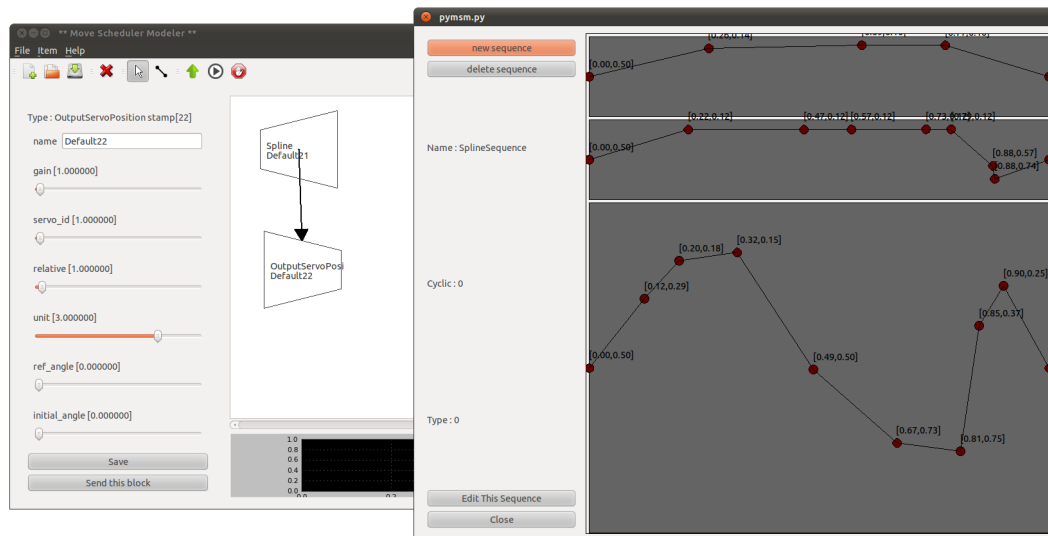 ** Move Scheduler Modeler **
File Item Help
Type : OutputServoPosition stamp[22]
name Default22
gain [1.000000]
servo_id [1.000000]
relative [1.000000]
unit [3.000000]
ref_angle [0.000000]
initial_angle [0.000000]
Save
Send this block
Spline
Default21
OutputServoPosi
Default22
1.0
0.8
0.6
0.4
0.2
0.0
0.0 0.2
pymsm.py
new sequence
delete sequence
Name : SplineSequence
Cyclic : 0
Type : 0
Edit This Sequence
Close
[0.26,0.14]
[0.00,0.50]
[0.22,0.12] [0.47,0.12] [0.57,0.12]
[0.00,0.50]
[0.88,0.57]
[0.88,0.74]
[0.32,0.15]
[0.20,0.18]
[0.90,0.25]
[0.12,0.29]
[0.85,0.37]
[0.00,0.50]
[0.49,0.50]
[0.67,0.73]
[0.81,0.75]